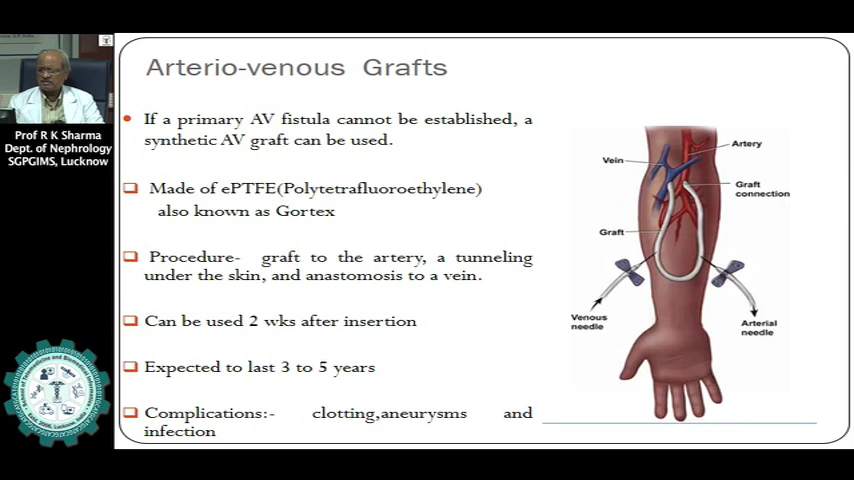 Arterio-venous Grafts
If a primary AV fistula cannot be established, a
synthetic AV graft can be used.
Made of ePTFE(Polytetrafluoroethylene)
also known as Gortex
Procedure- graft to the artery, a tunneling
under the skin, and anastomosis to a vein.
Can be used 2 wks after insertion
Expected to last 3 to 5 years
Complications:- clotting,aneurysms and
infection
Vein
Artery
Graft
connection
Graft
Venous
needle
Arterial
needle
Prof R K Sharma
Dept. of Nephrology
SGPGIMS, Lucknow